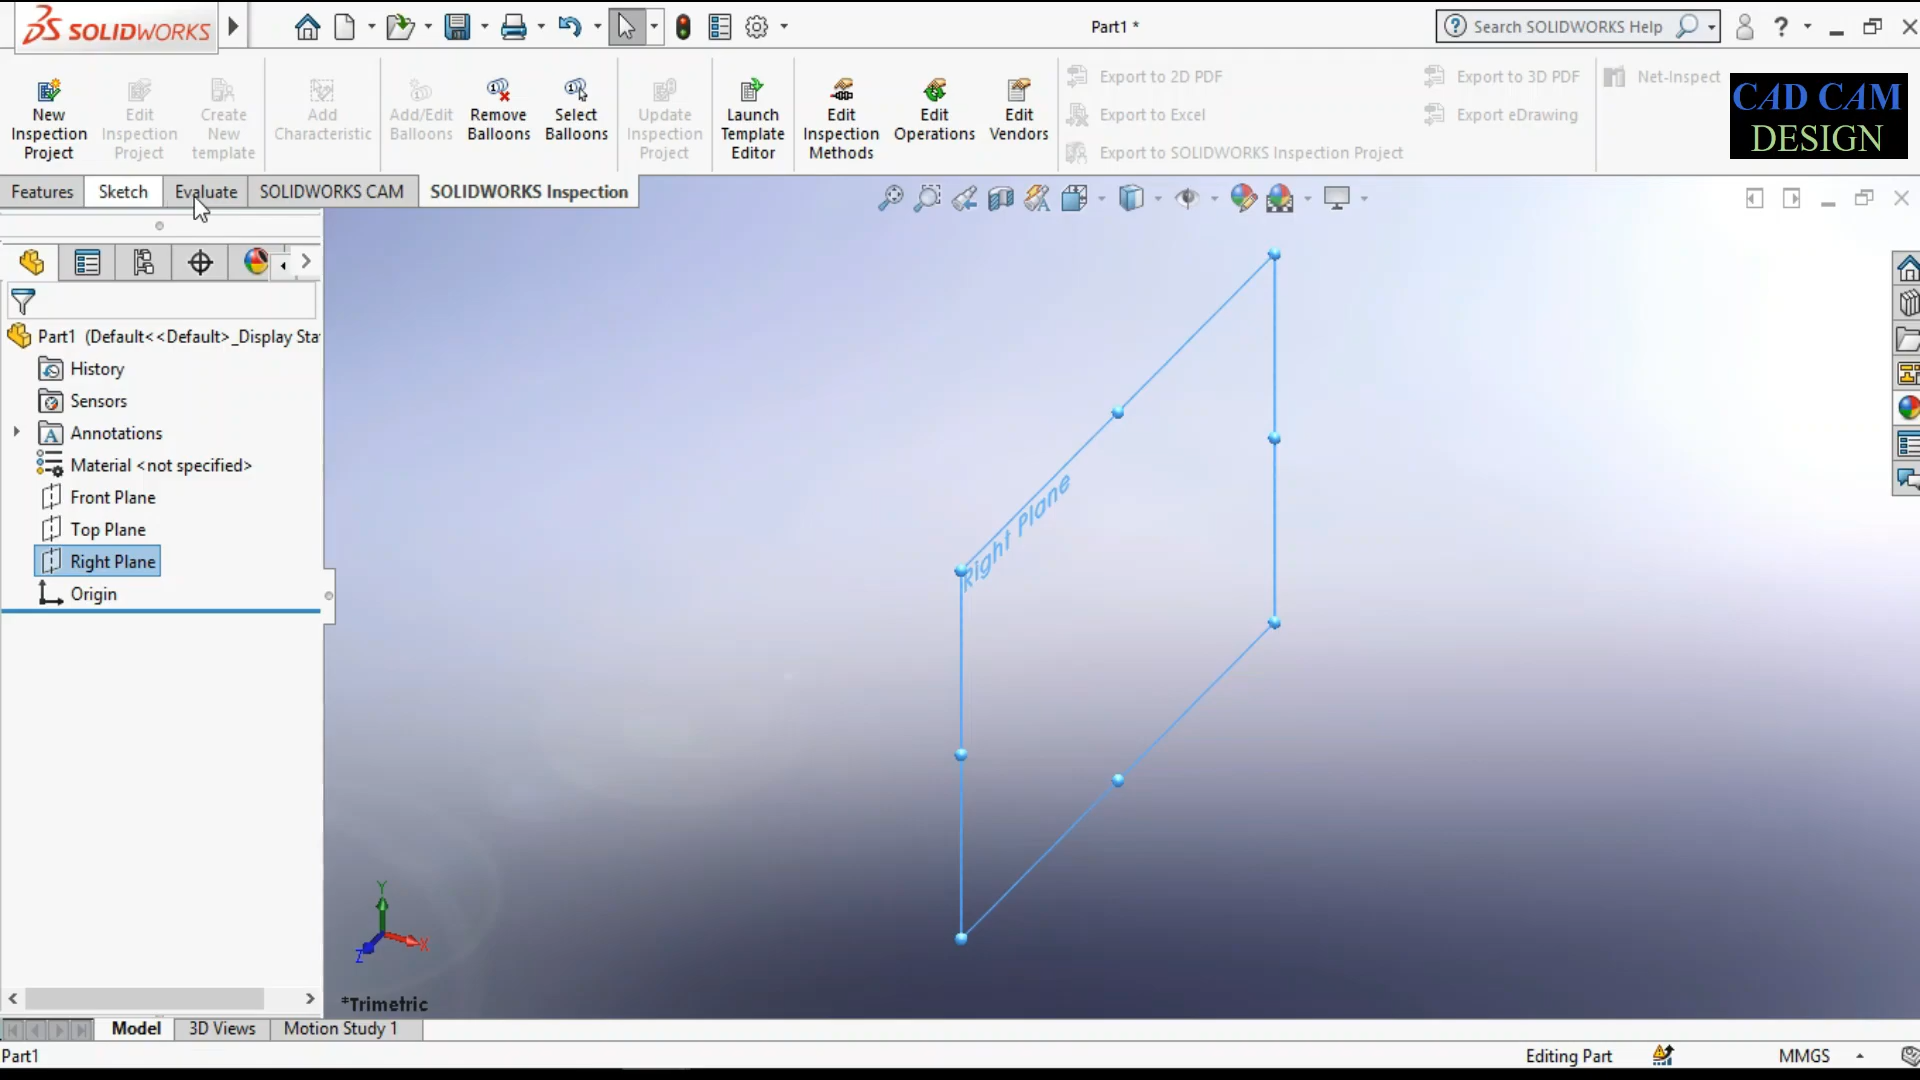 SOLIDWORKS
Part1 *
Search SOLIDWORKS Help
?
New Inspection Project
Edit Inspection Project
Create New template
Add Characteristic
Add/Edit Balloons
Remove Balloons
Select Balloons
Update Inspection Project
Launch Template Editor
Edit Inspection Methods
Edit Operations
Edit Vendors
Export to 2D PDF
Export to Excel
Export to SOLIDWORKS Inspection Project
Export to 3D PDF
Export eDrawing
Net-Inspect
CAD CAM
DESIGN
Features
Sketch
Evaluate
SOLIDWORKS CAM
SOLIDWORKS Inspection
Part1 (Default<<Default>_Display Sta
History
Sensors
Annotations
Material <not specified>
Front Plane
Top Plane
Right Plane
Origin
Right Plane
Y
X
Z
*Trimetric
Model
3D Views
Motion Study 1
Part1
Editing Part
MMGS